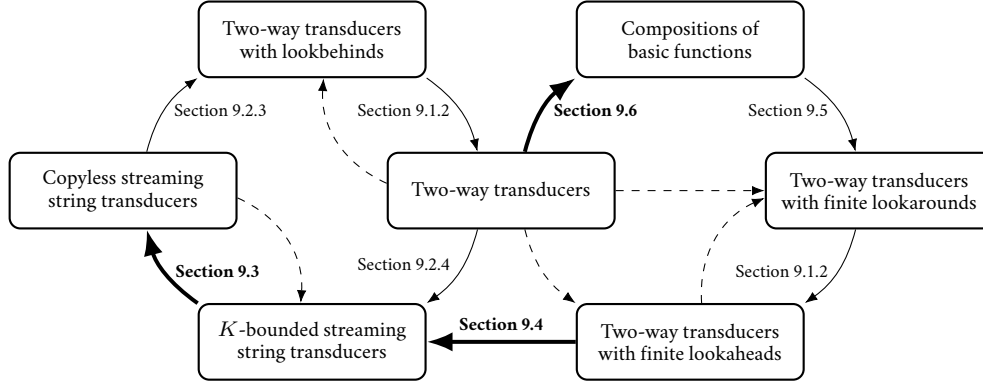 Two-way transducers
with lookbehinds
Compositions of
basic functions
Section 9.2.3
Section 9.1.2
Section 9.6
Section 9.5
Copyless streaming
string transducers
Two-way transducers
Two-way transducers
with finite lookarounds
Section 9.3
Section 9.2.4
Section 9.1.2
K-bounded streaming
string transducers
Section 9.4
Two-way transducers
with finite lookaheads